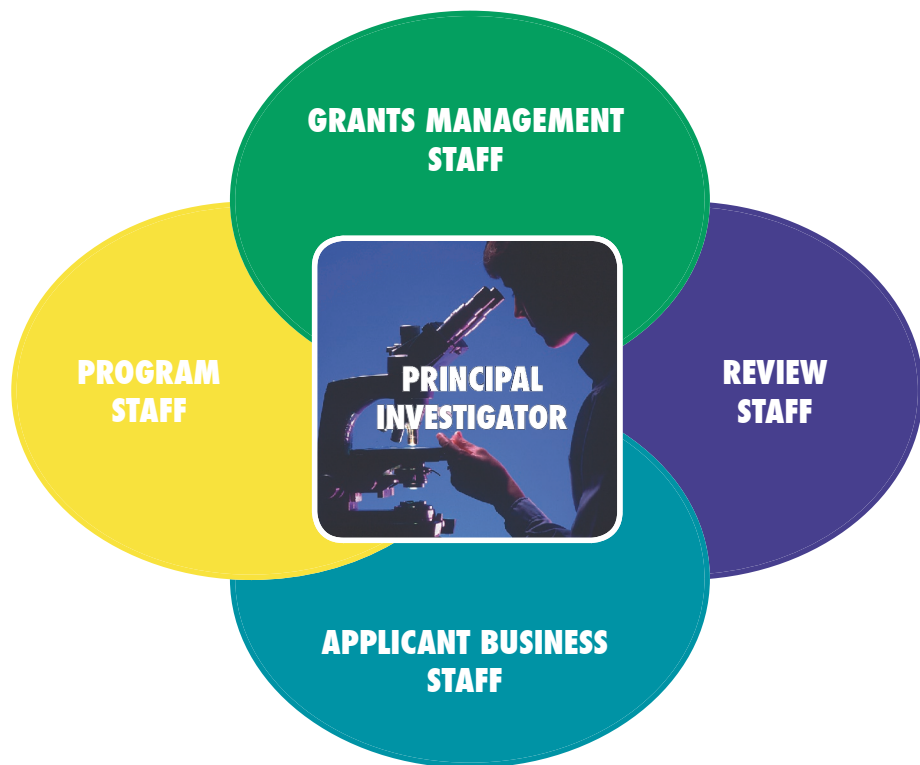 GRANTS MANAGEMENT
STAFF
PROGRAM
STAFF
PRINCIPAL
INVESTIGATOR
REVIEW
STAFF
APPLICANT BUSINESS
STAFF